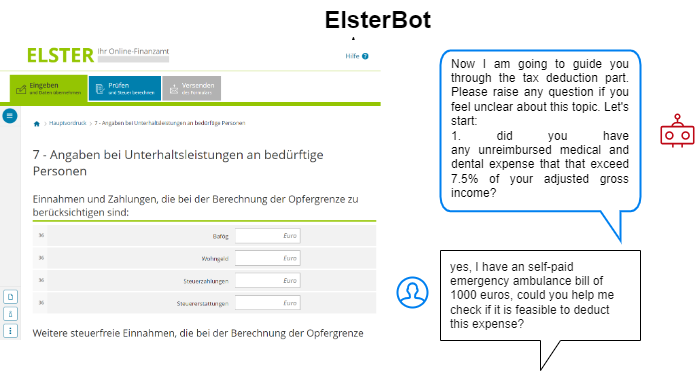 ElsterBot
ELSTER Ihr Online-Finanzamt
Hilfe ?
Eingeben
und Daten übernehmen
Prüfen
und Steuer berechnen
Versenden
des Formulars
> Hauptvordruck > 7 - Angaben bei Unterhaltsleistungen an bedürftige Personen
7 - Angaben bei Unterhaltsleistungen an bedürftige
Personen
Einnahmen und Zahlungen, die bei der Berechnung der Opfergrenze zu
berücksichtigen sind:
36 Bafög Euro
36 Wohngeld Euro
36 Steuerzahlungen Euro
36 Steuererstattungen Euro
Weitere steuerfreie Einnahmen, die bei der Berechnung der Opfergrenze
Now I am going to guide you
through the tax deduction part.
Please raise any question if you
feel unclear about this topic. Let's
start:
1. did you have
any unreimbursed medical and
dental expense that that exceed
7.5% of your adjusted gross
income?
yes, I have an self-paid
emergency ambulance bill of
1000 euros, could you help me
check if it is feasible to deduct
this expense?